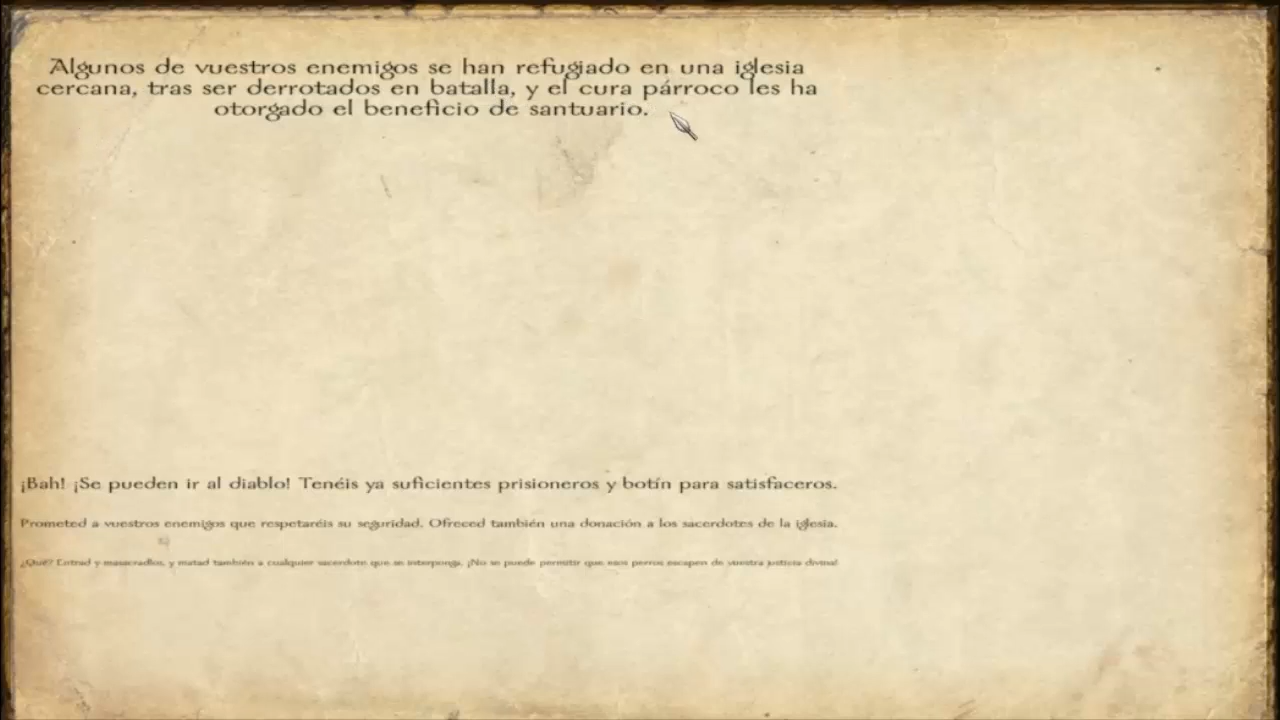 Algunos de vuestros enemigos se han refugiado en una iglesia
cercana, tras ser derrotados en batalla, y el cura párroco les ha
otorgado el beneficio de santuario.
¡Bah! ¡Se pueden ir al diablo! Tenéis ya suficientes prisioneros y botín para satisfaceros.
Prometed a vuestros enemigos que respetaréis su seguridad. Ofreced también una donación a los sacerdotes de la iglesia.
¿Qué? Entrad y masacradlos, y matad también a cualquier sacerdote que se interponga. ¡No se puede permitir que esos perros escapen de vuestra justicia divina!